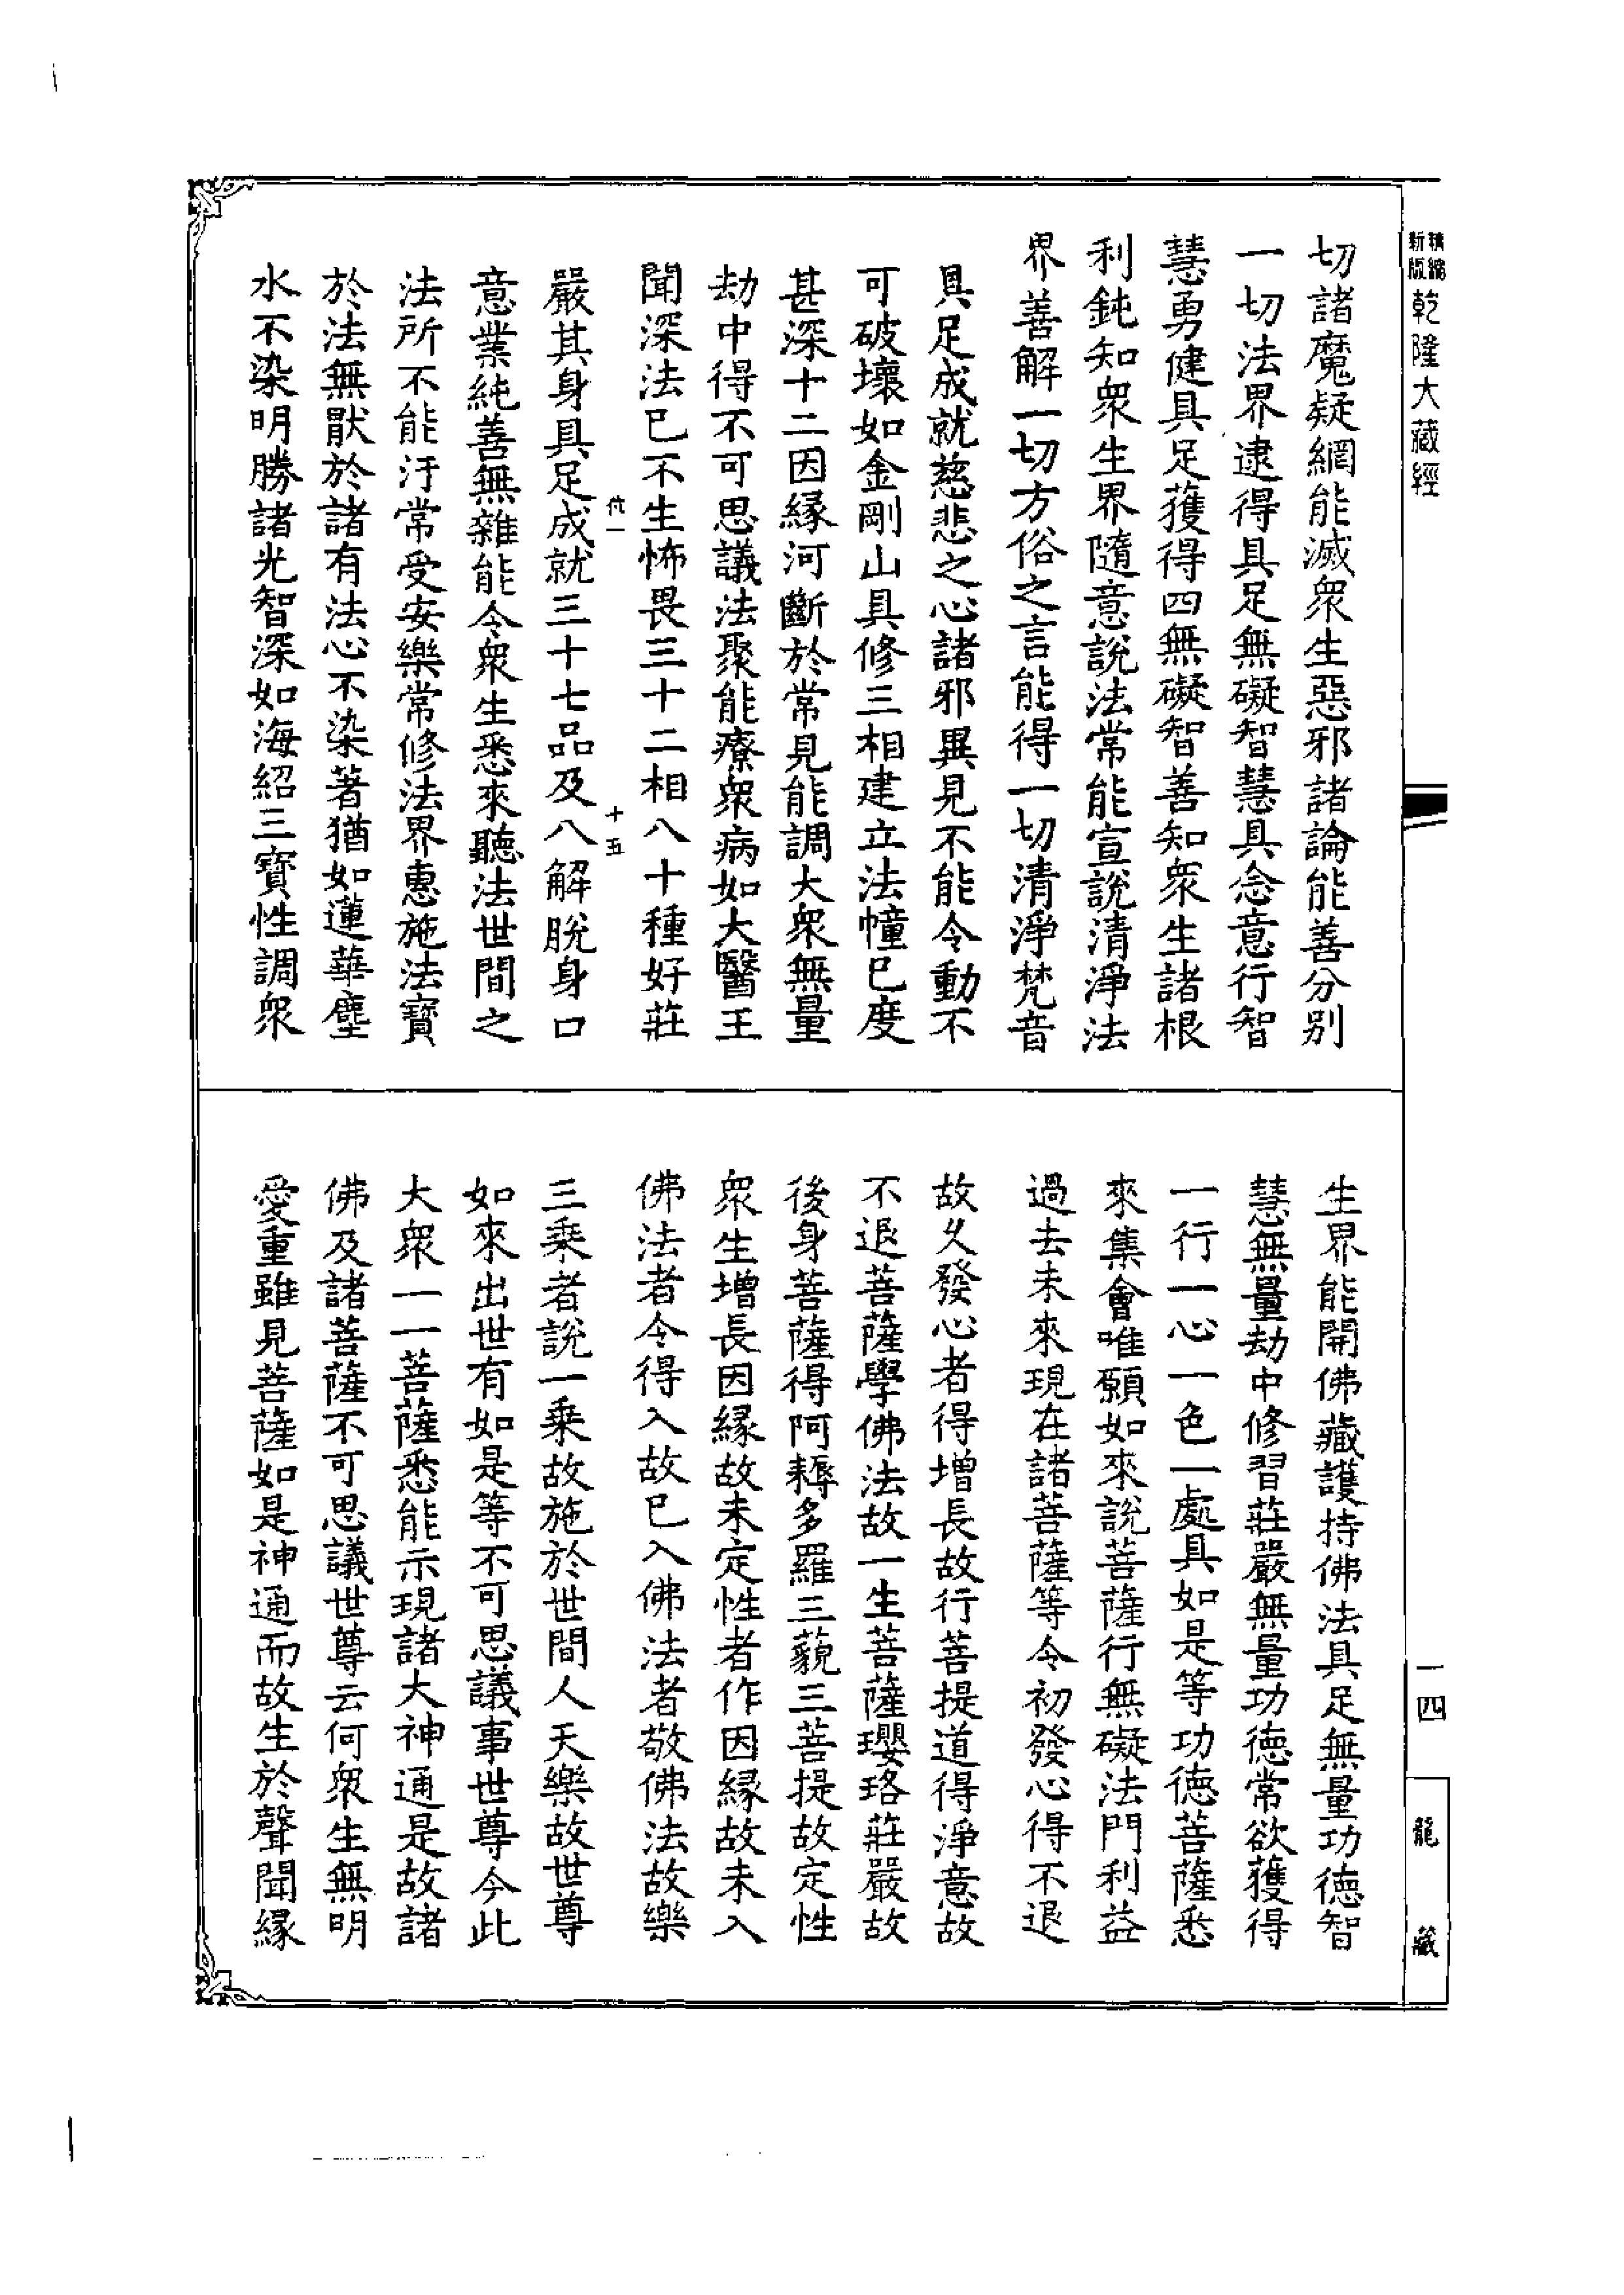 精縮
新版
乾隆大藏經
一四
龍藏
切諸魔疑網能滅衆生惡邪諸論能善分别
一切法界逮得具足無礙智慧具念意行智
慧勇健具足獲得四無礙智善知衆生諸根
利鈍知衆生界隨意說法常能宣說清淨法
界善解一切方俗之言能得一切清淨梵音
具足成就慈悲之心諸邪異見不能令動不
可破壞如金剛山具修三相建立法幢已度
甚深十二因緣河斷於常見能調大衆無量
劫中得不可思議法聚能療衆病如大醫王
聞深法已不生怖畏三十二相八十種好莊
十五
嚴其身具足成就三十七品及八解脫身口
意業純善無雜能令衆生悉來聽法世間之
法所不能汙常受安樂常修法界惠施法寶
於法無猒於諸有法心不染著猶如蓮華塵
水不染明勝諸光智深如海紹三寶性調衆
生界能開佛藏護持佛法具足無量功德智
慧無量劫中修習莊嚴無量功德常欲獲得
一行一心一色一處具如是等功德菩薩悉
來集會唯願如來說菩薩行無礙法門利益
過去未來現在諸菩薩等令初發心得不退
故久發心者得增長故行菩提道得淨意故
不退菩薩學佛法故一生菩薩瓔珞莊嚴故
後身菩薩得阿耨多羅三藐三菩提故定性
衆生增長因緣故未定性者作因緣故未入
佛法者令得入故已入佛法者敬佛法故樂
三乘者說一乘故施於世間人天樂故世尊
如來出世有如是等不可思議事世尊今此
大衆一一菩薩悉能示現諸大神通是故諸
佛及諸菩薩不可思議世尊云何衆生無明
愛重雖見菩薩如是神通而故生於聲聞緣